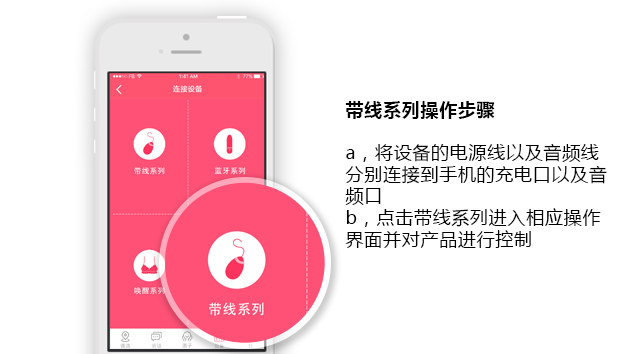 1:41 AM
77%
连接设备
带线系列
蓝牙系列
唤醒系列
带线系列
带线系列操作步骤
a，将设备的电源线以及音频线
分别连接到手机的充电口以及音
频口
b，点击带线系列进入相应操作
界面并对产品进行控制